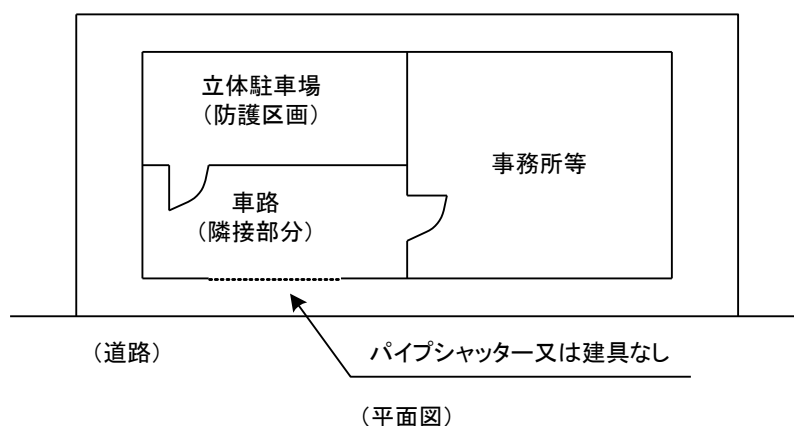 立体駐車場
（防護区画）
事務所等
車路
（隣接部分）
（道路）
パイプシャッター又は建具なし
（平面図）